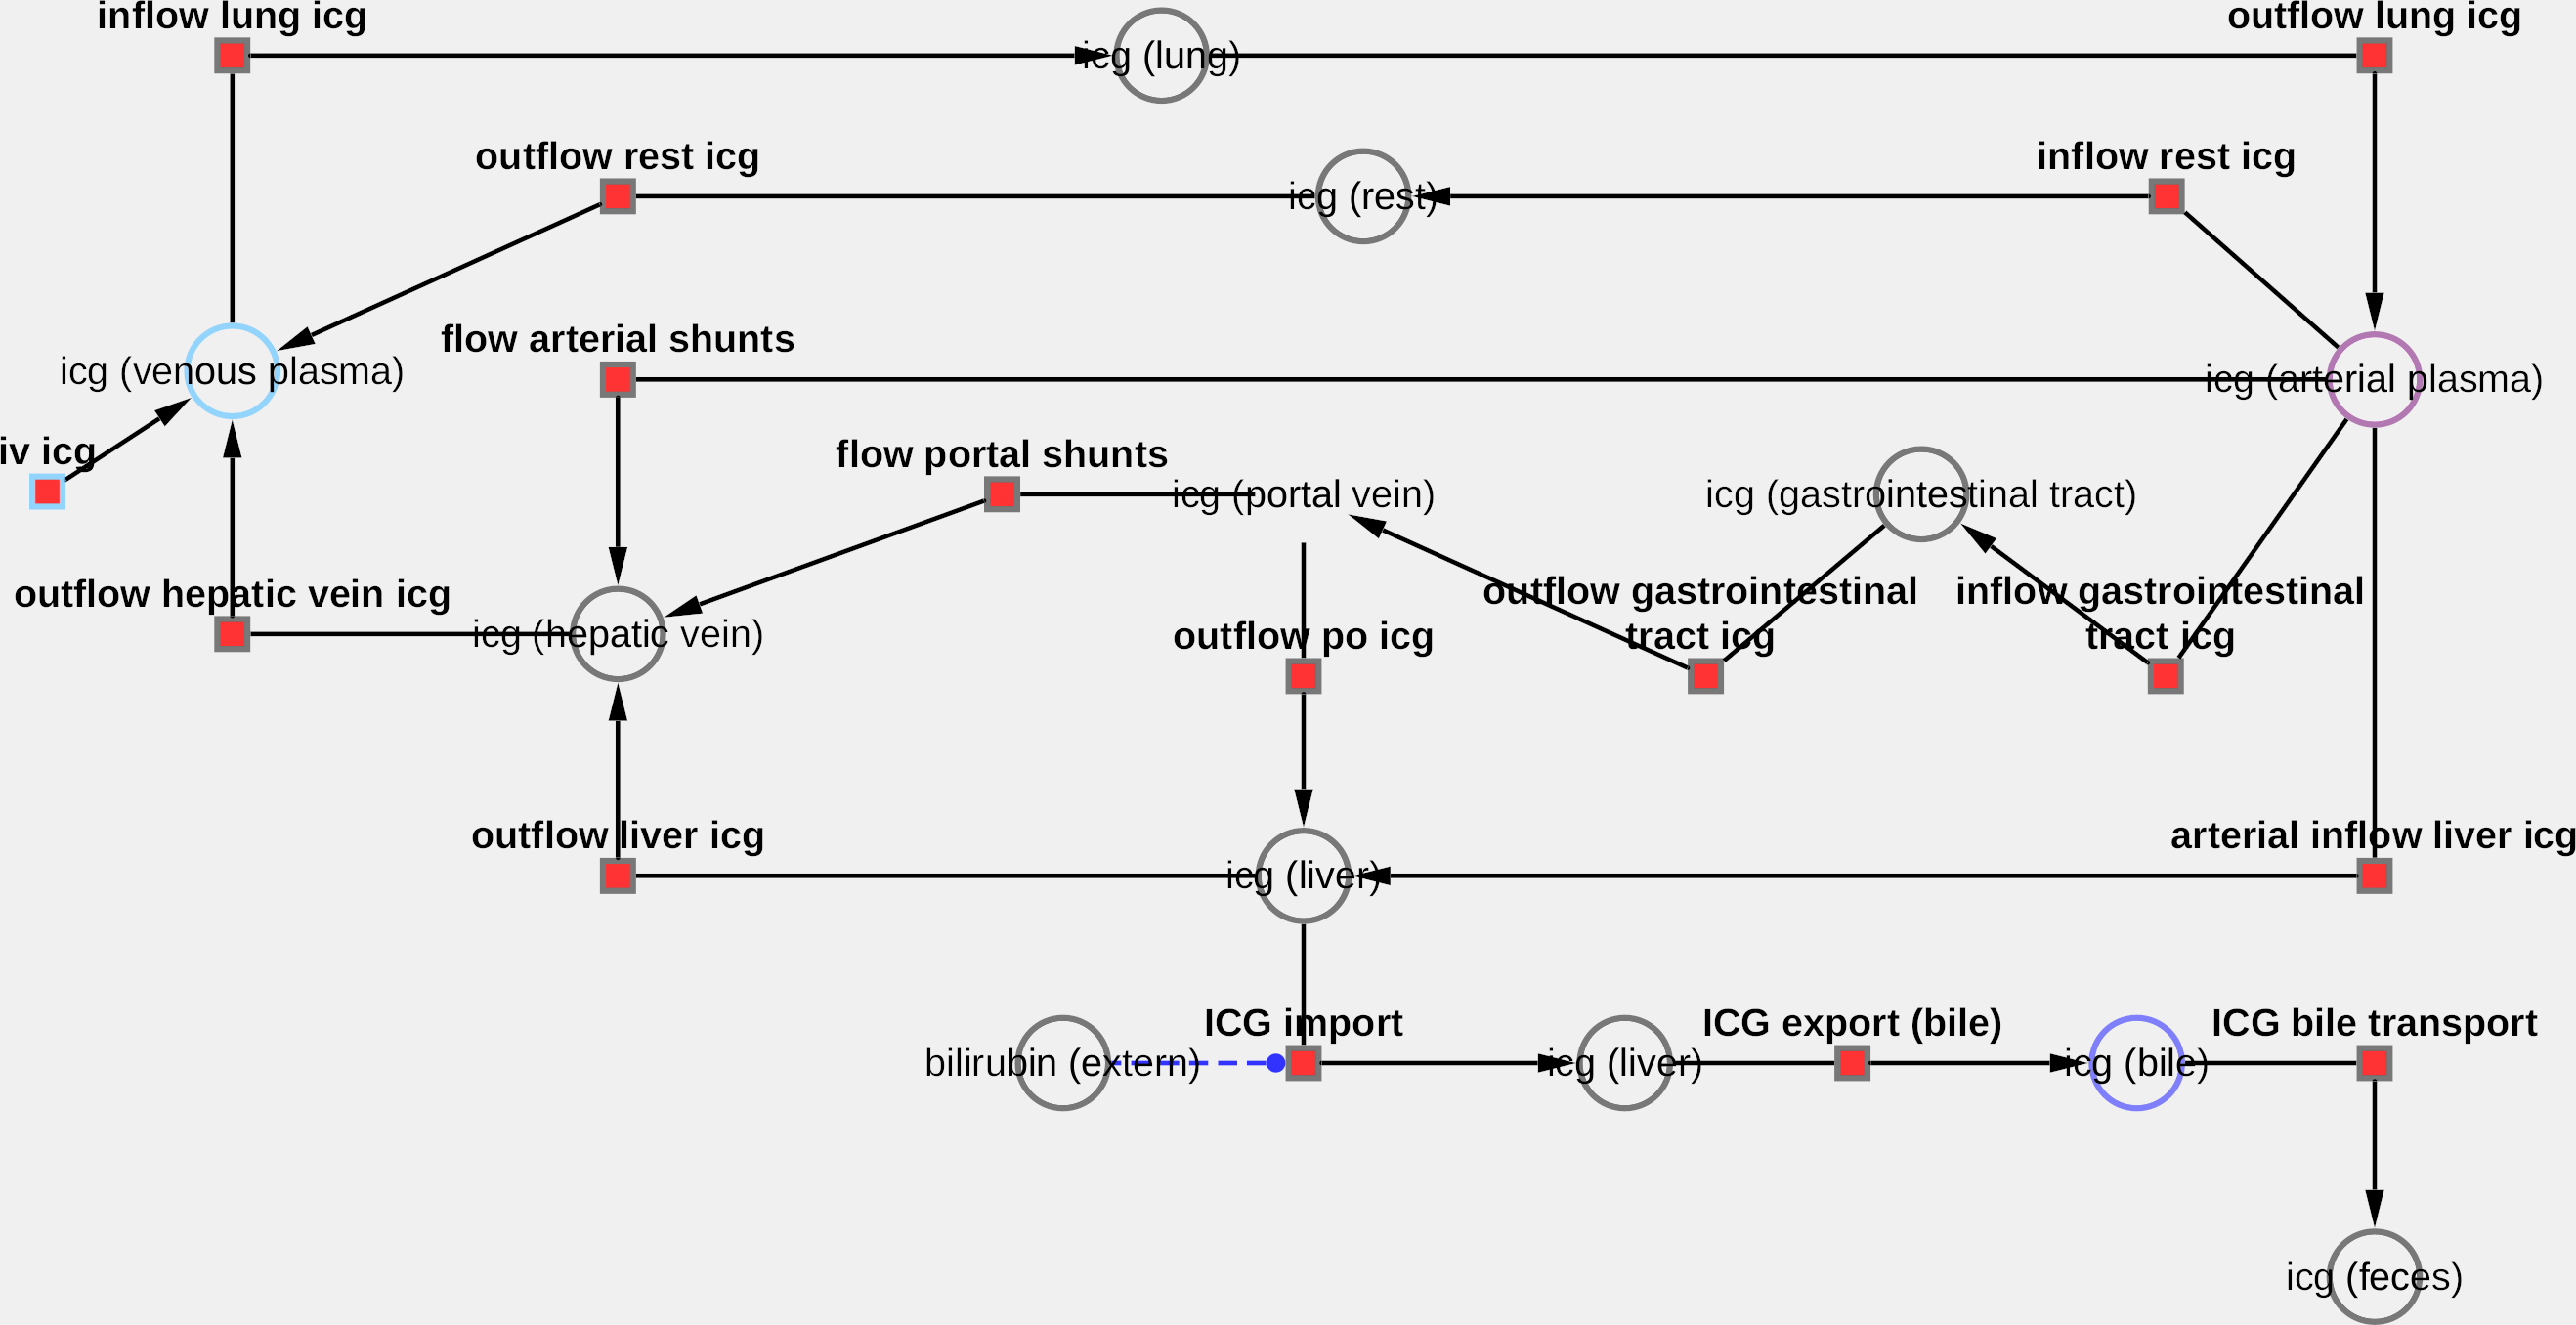 inflow lung icg
icg (lung)
outflow lung icg
outflow rest icg
icg (rest)
inflow rest icg
flow arterial shunts
icg (venous plasma)
icg (arterial plasma)
iv icg
flow portal shunts
icg (portal vein)
icg (gastrointestinal tract)
outflow hepatic vein icg
icg (hepatic vein)
outflow po icg
outflow gastrointestinal
tract icg
inflow gastrointestinal
tract icg
outflow liver icg
icg (liver)
arterial inflow liver icg
bilirubin (extern)
ICG import
icg (liver)
ICG export (bile)
icg (bile)
ICG bile transport
icg (feces)